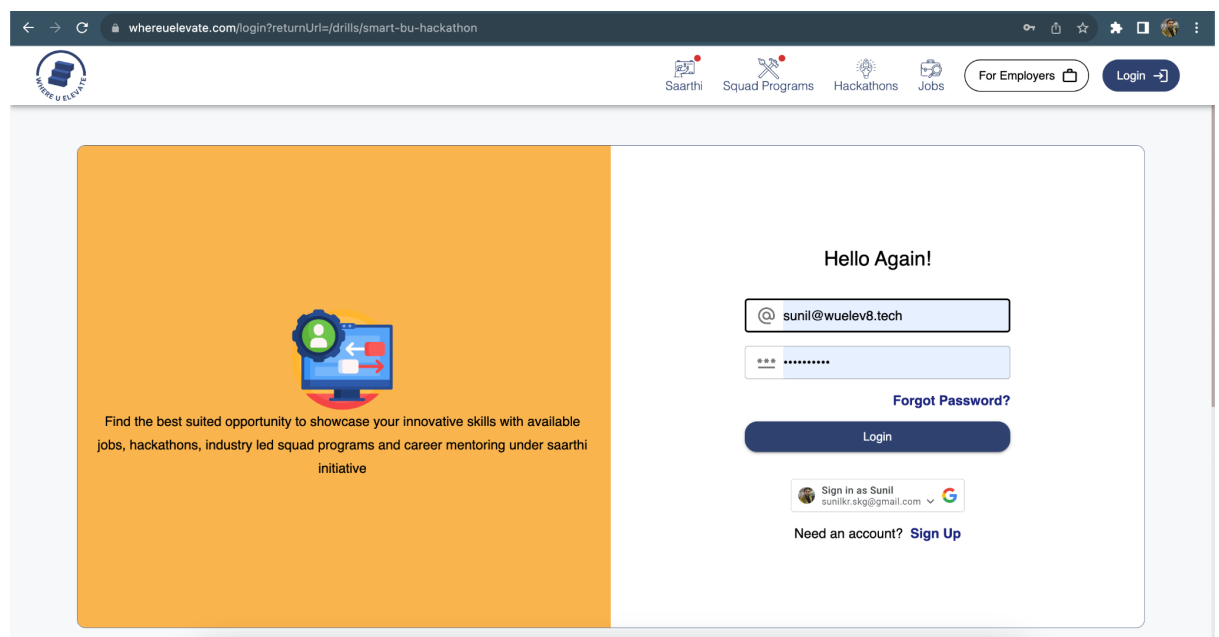 whereuelevate.com/login?returnUrl=/drills/smart-bu-hackathon
WHERE U ELEVATE
Saarthi
Squad Programs
Hackathons
Jobs
For Employers
Login
Hello Again!
@ sunil@wuelev8.tech
*** ••••••••••
Forgot Password?
Login
Sign in as Sunil
sunilkr.skg@gmail.com
G
Need an account? Sign Up
Find the best suited opportunity to showcase your innovative skills with available
jobs, hackathons, industry led squad programs and career mentoring under saarthi
initiative